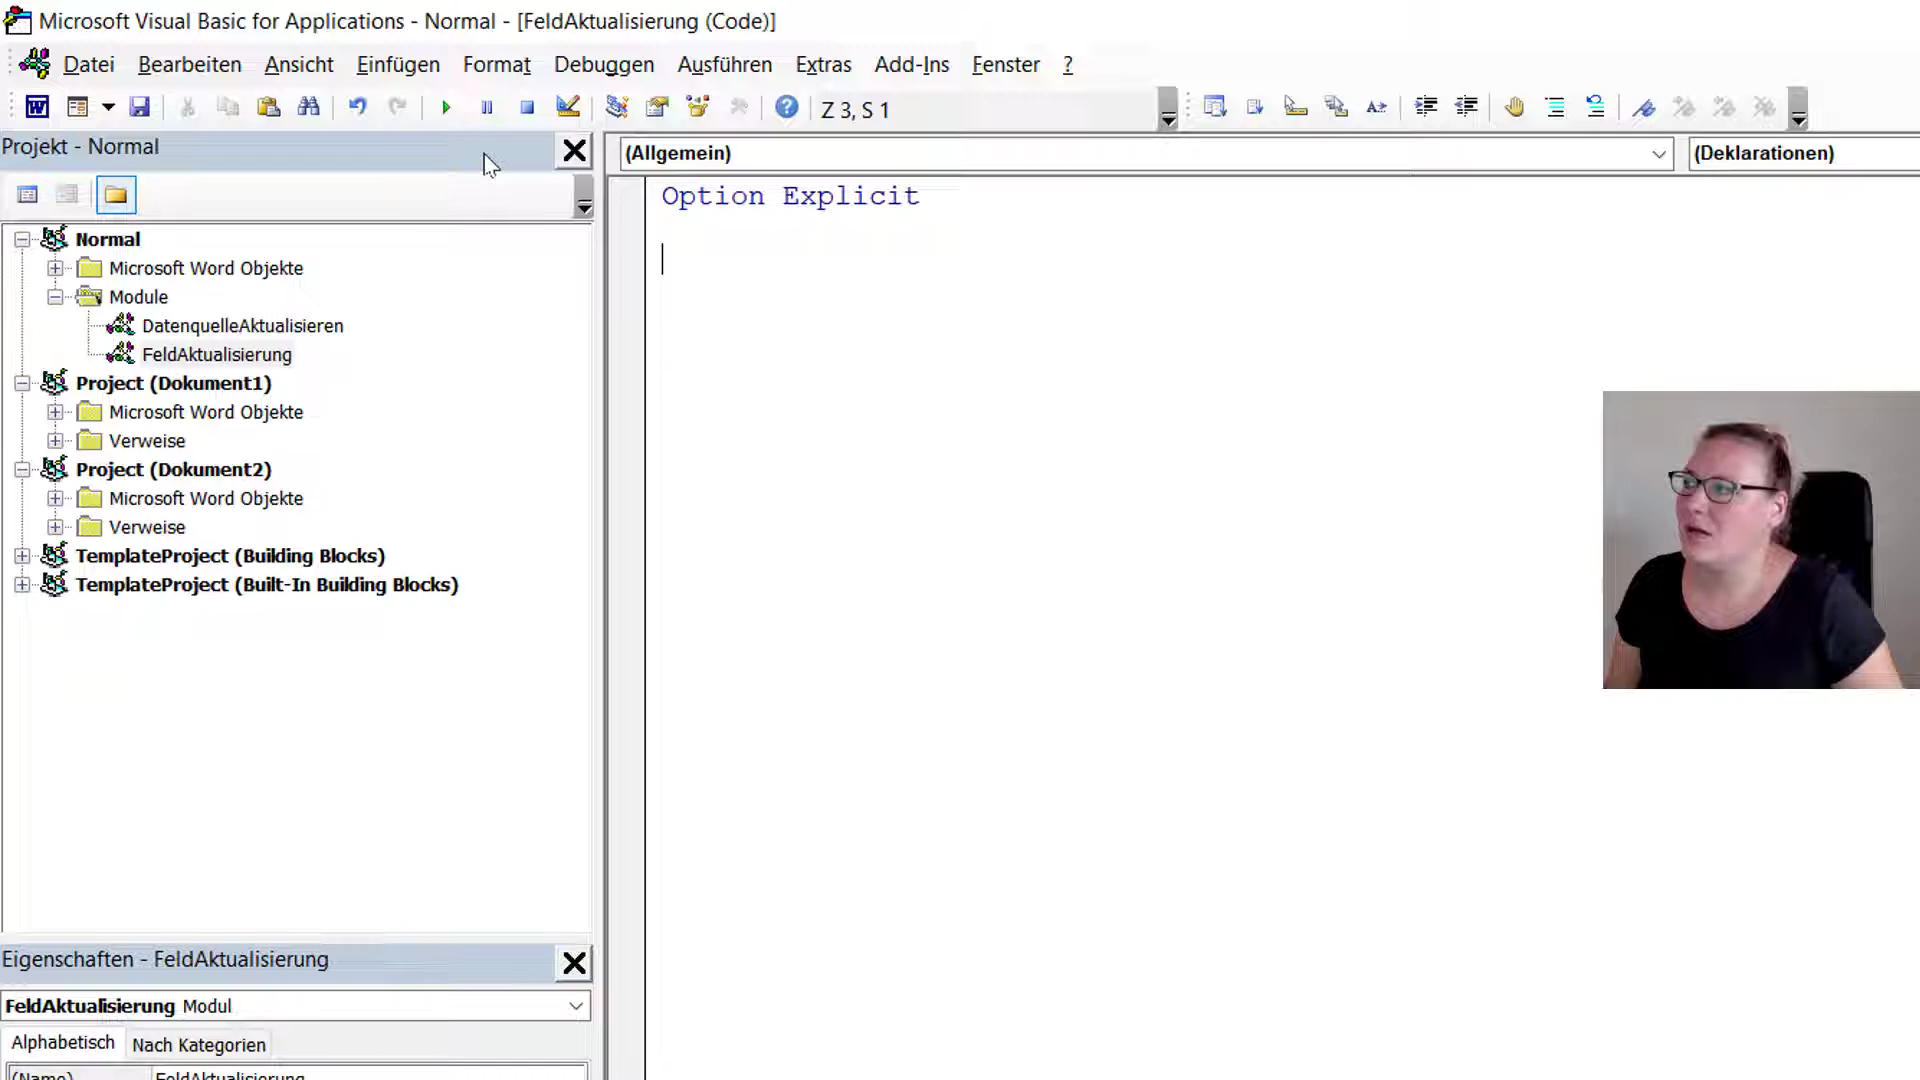 Microsoft Visual Basic for Applications - Normal - [FeldAktualisierung (Code)]
Datei Bearbeiten Ansicht Einfügen Format Debuggen Ausführen Extras Add-Ins Fenster ?
Z 3, S 1
Projekt - Normal
(Allgemein)
(Deklarationen)
Option Explicit
Normal
Microsoft Word Objekte
Module
DatenquelleAktualisieren
FeldAktualisierung
Project (Dokument1)
Microsoft Word Objekte
Verweise
Project (Dokument2)
Microsoft Word Objekte
Verweise
TemplateProject (Building Blocks)
TemplateProject (Built-In Building Blocks)
Eigenschaften - FeldAktualisierung
FeldAktualisierung Modul
Alphabetisch Nach Kategorien
(Name) FeldAktualisierung